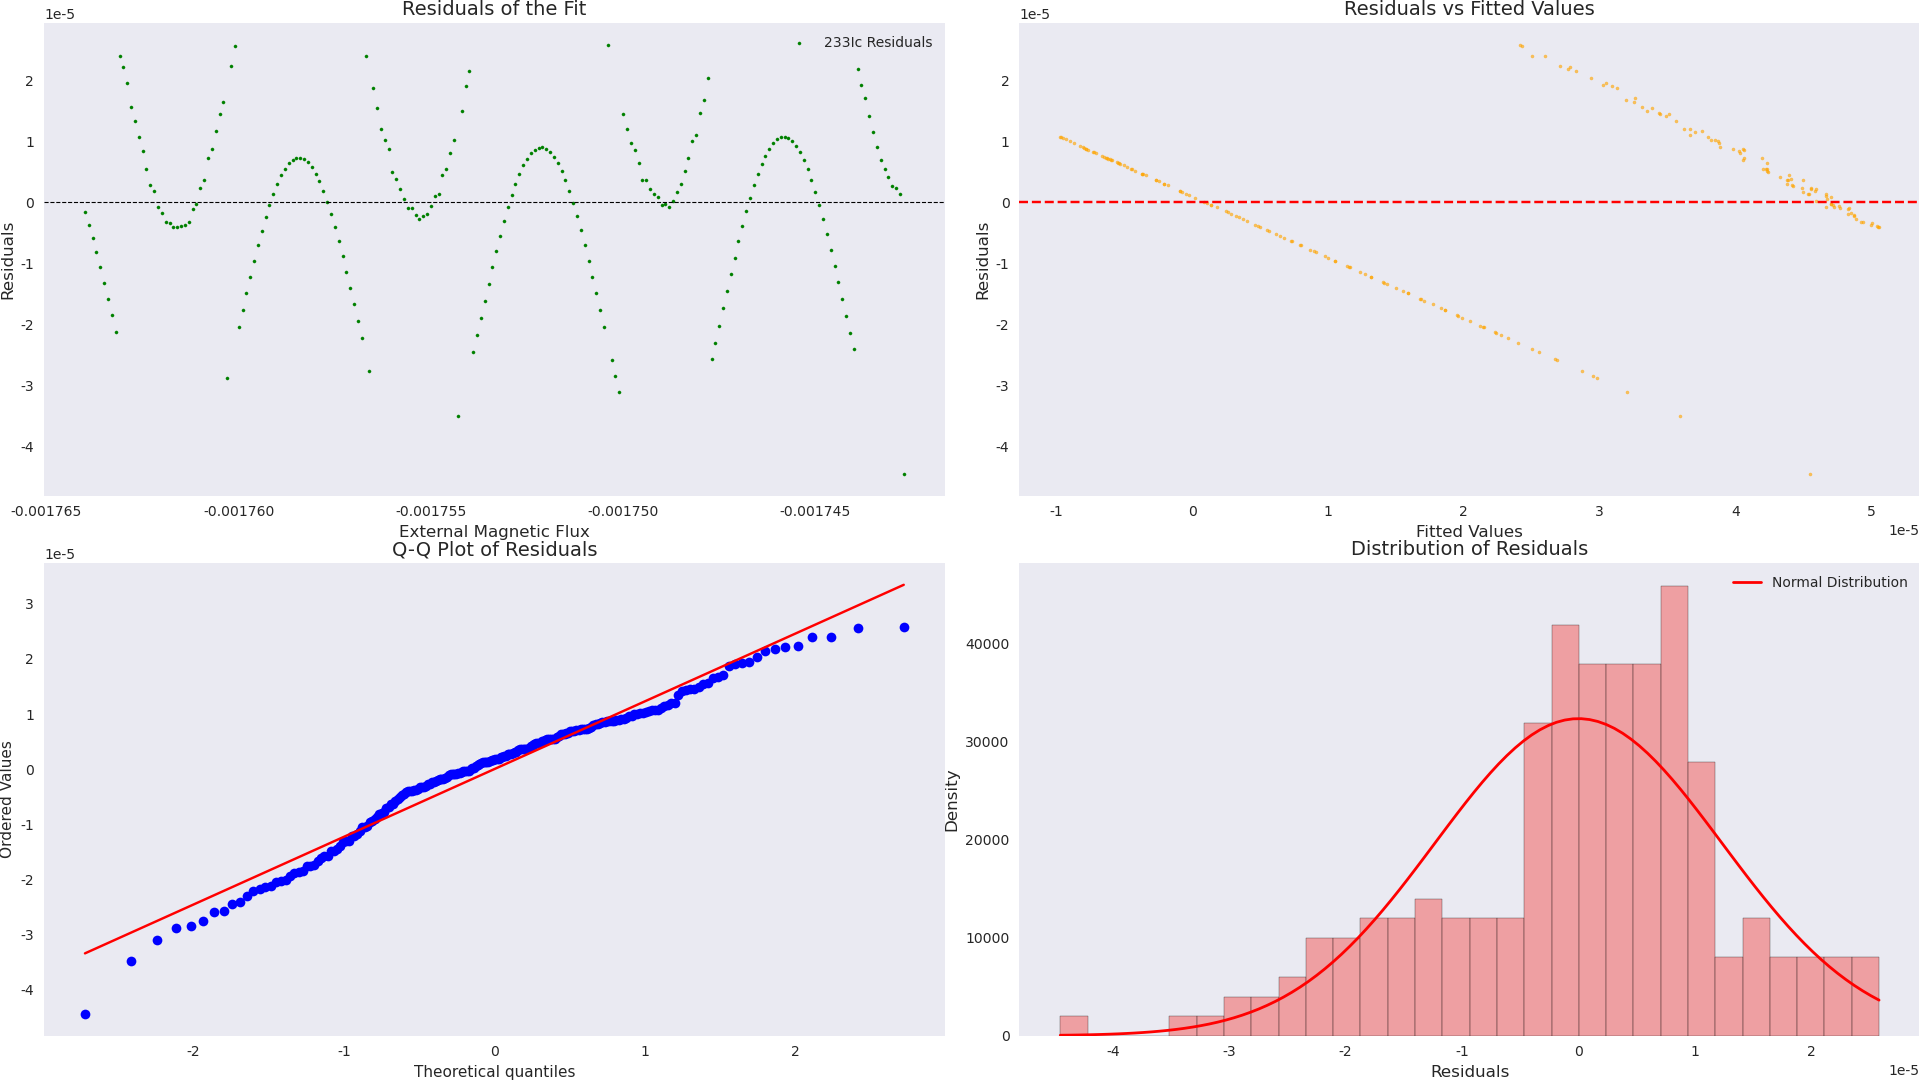 Residuals of the Fit
1e-5
233Ic Residuals
2
1
0
-1
-2
-3
-4
Residuals
-0.001765
-0.001760
-0.001755
-0.001750
-0.001745
External Magnetic Flux
Residuals vs Fitted Values
1e-5
2
1
0
-1
-2
-3
-4
Residuals
-1
0
1
2
3
4
5
1e-5
Fitted Values
Q-Q Plot of Residuals
1e-5
3
2
1
0
-1
-2
-3
-4
Ordered Values
-2
-1
0
1
2
Theoretical quantiles
Distribution of Residuals
Normal Distribution
40000
30000
20000
10000
0
Density
-4
-3
-2
-1
0
1
2
1e-5
Residuals